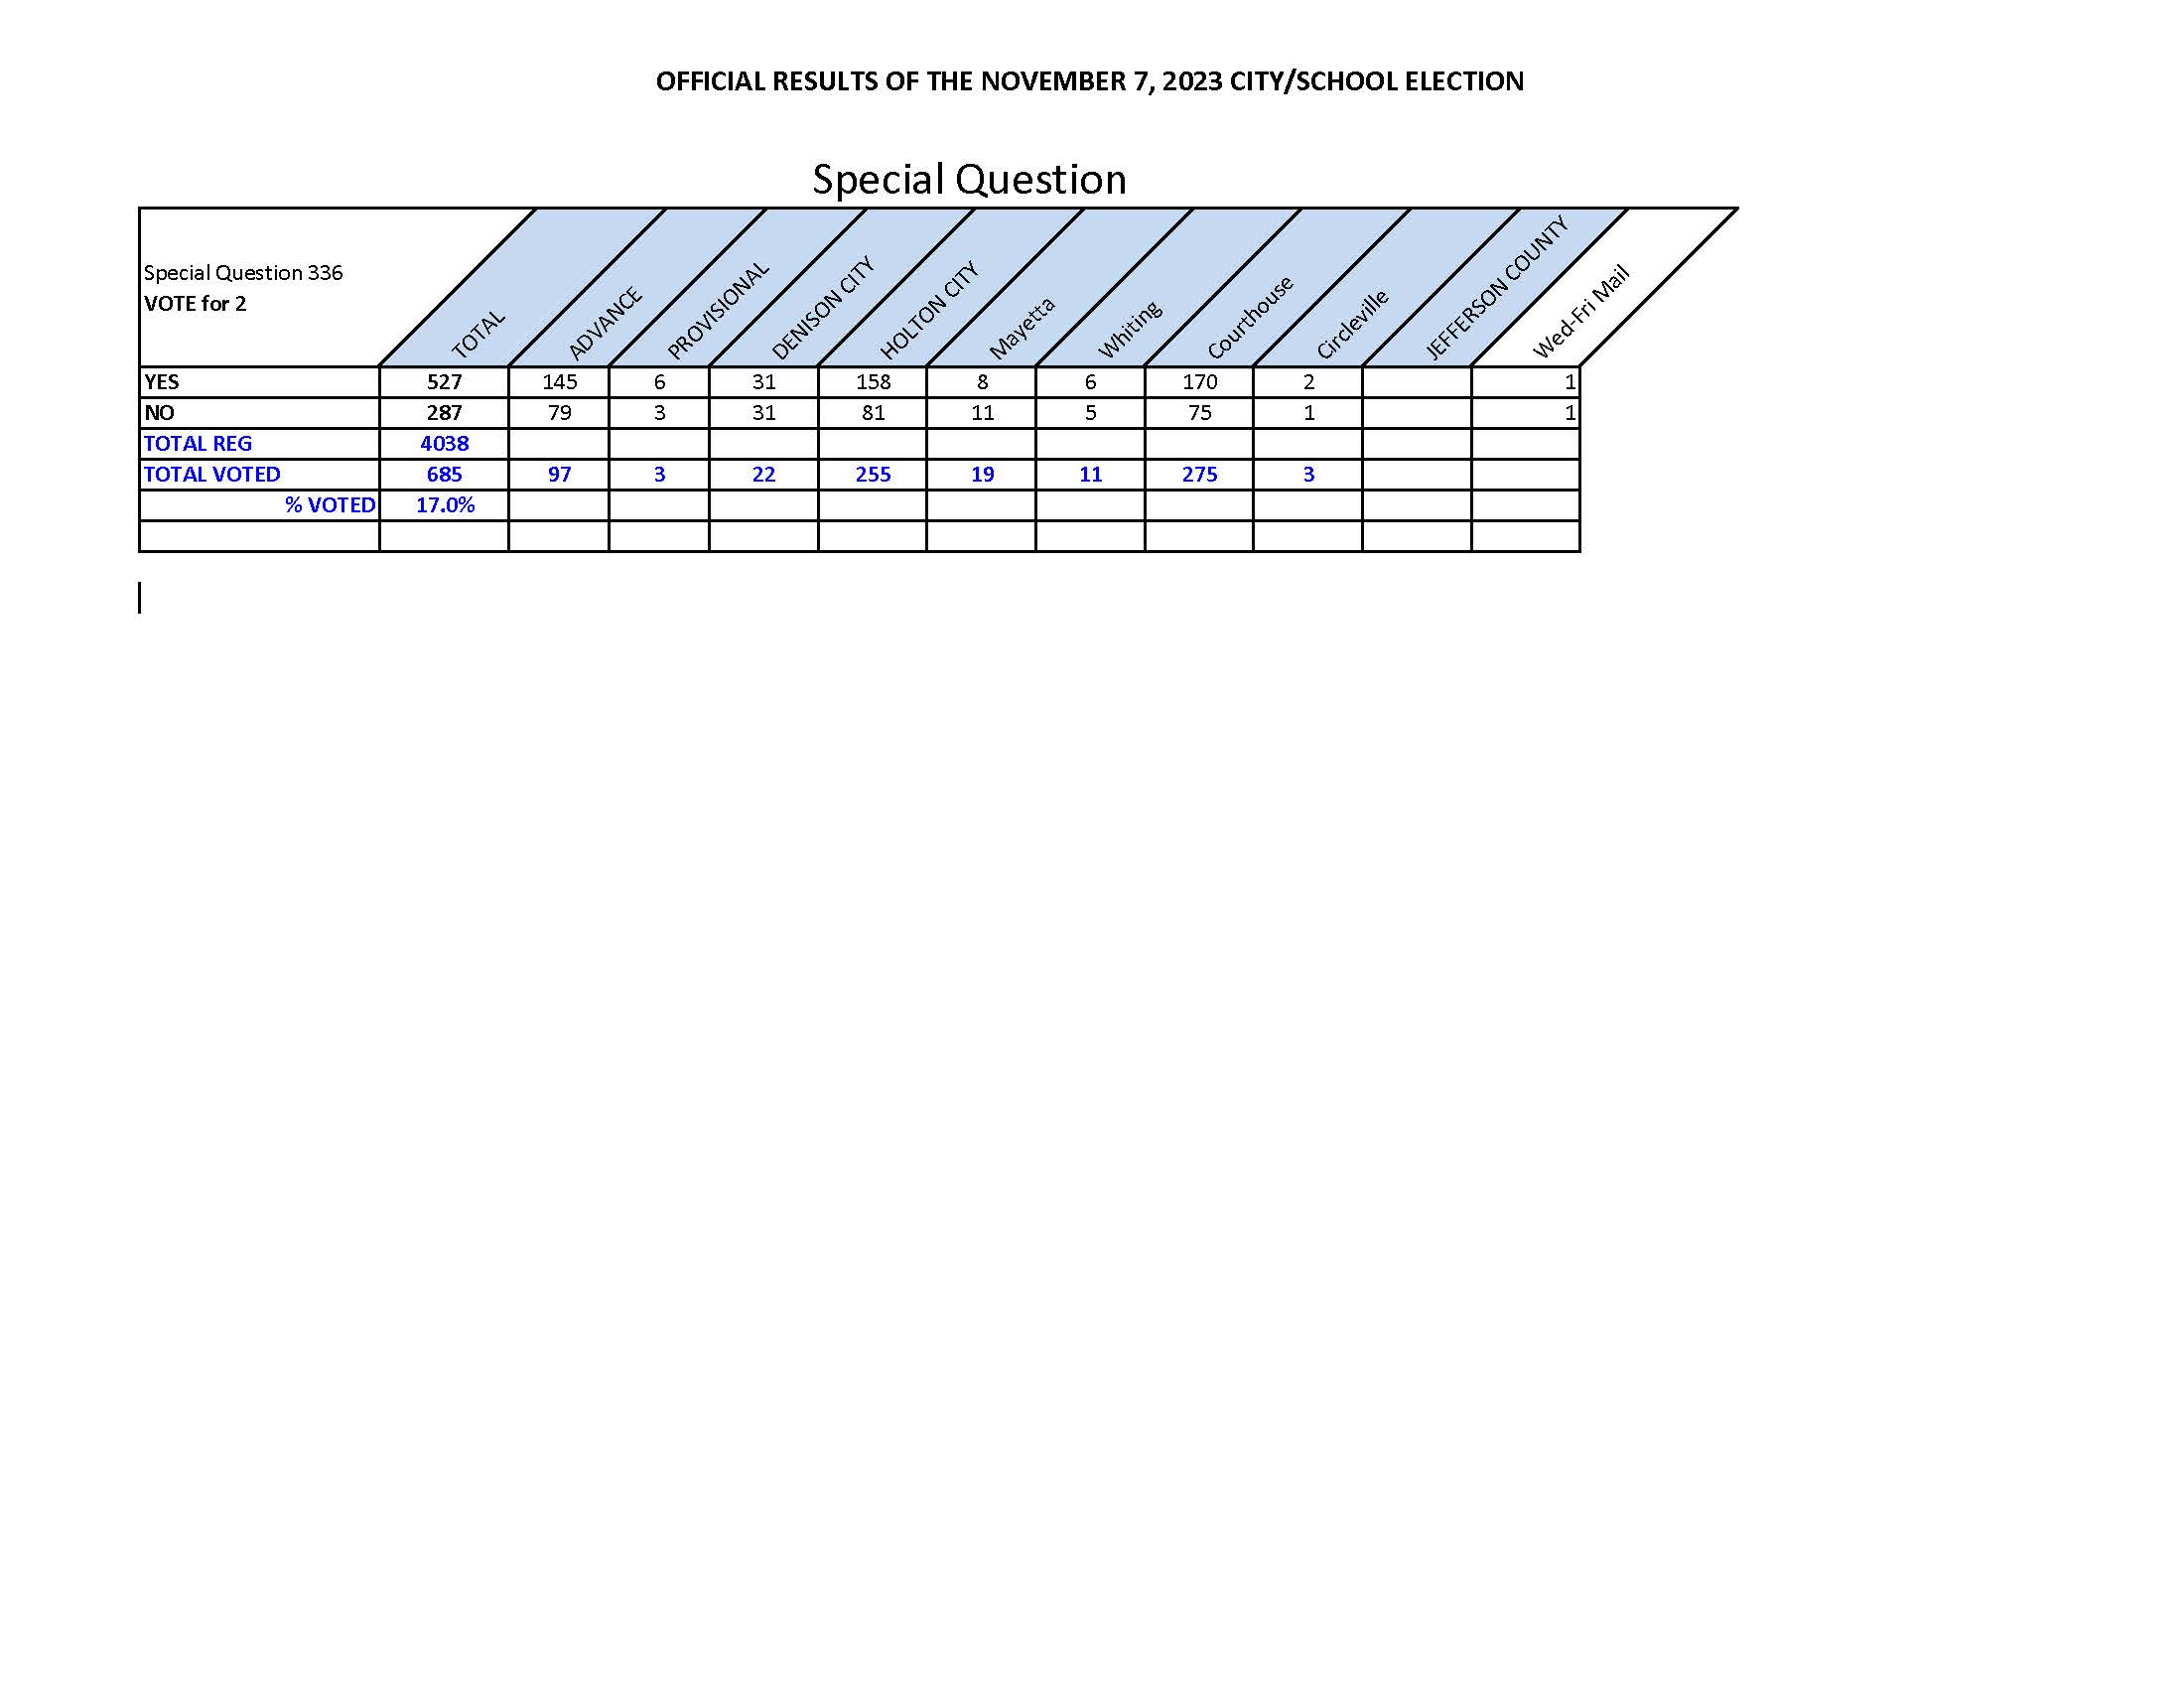 OFFICIAL RESULTS OF THE NOVEMBER 7, 2023 CITY/SCHOOL ELECTION
Special Question
Special Question 336
VOTE for 2
TOTAL ADVANCE PROVISIONAL DENISON CITY HOLTON CITY Mayetta Whiting Courthouse Circleville JEFFERSON COUNTY Wed-Fri Mail
YES 527 145 6 31 158 8 6 170 2 1
NO 287 79 3 31 81 11 5 75 1 1
TOTAL REG 4038
TOTAL VOTED 685 97 3 22 255 19 11 275 3
% VOTED 17.0%